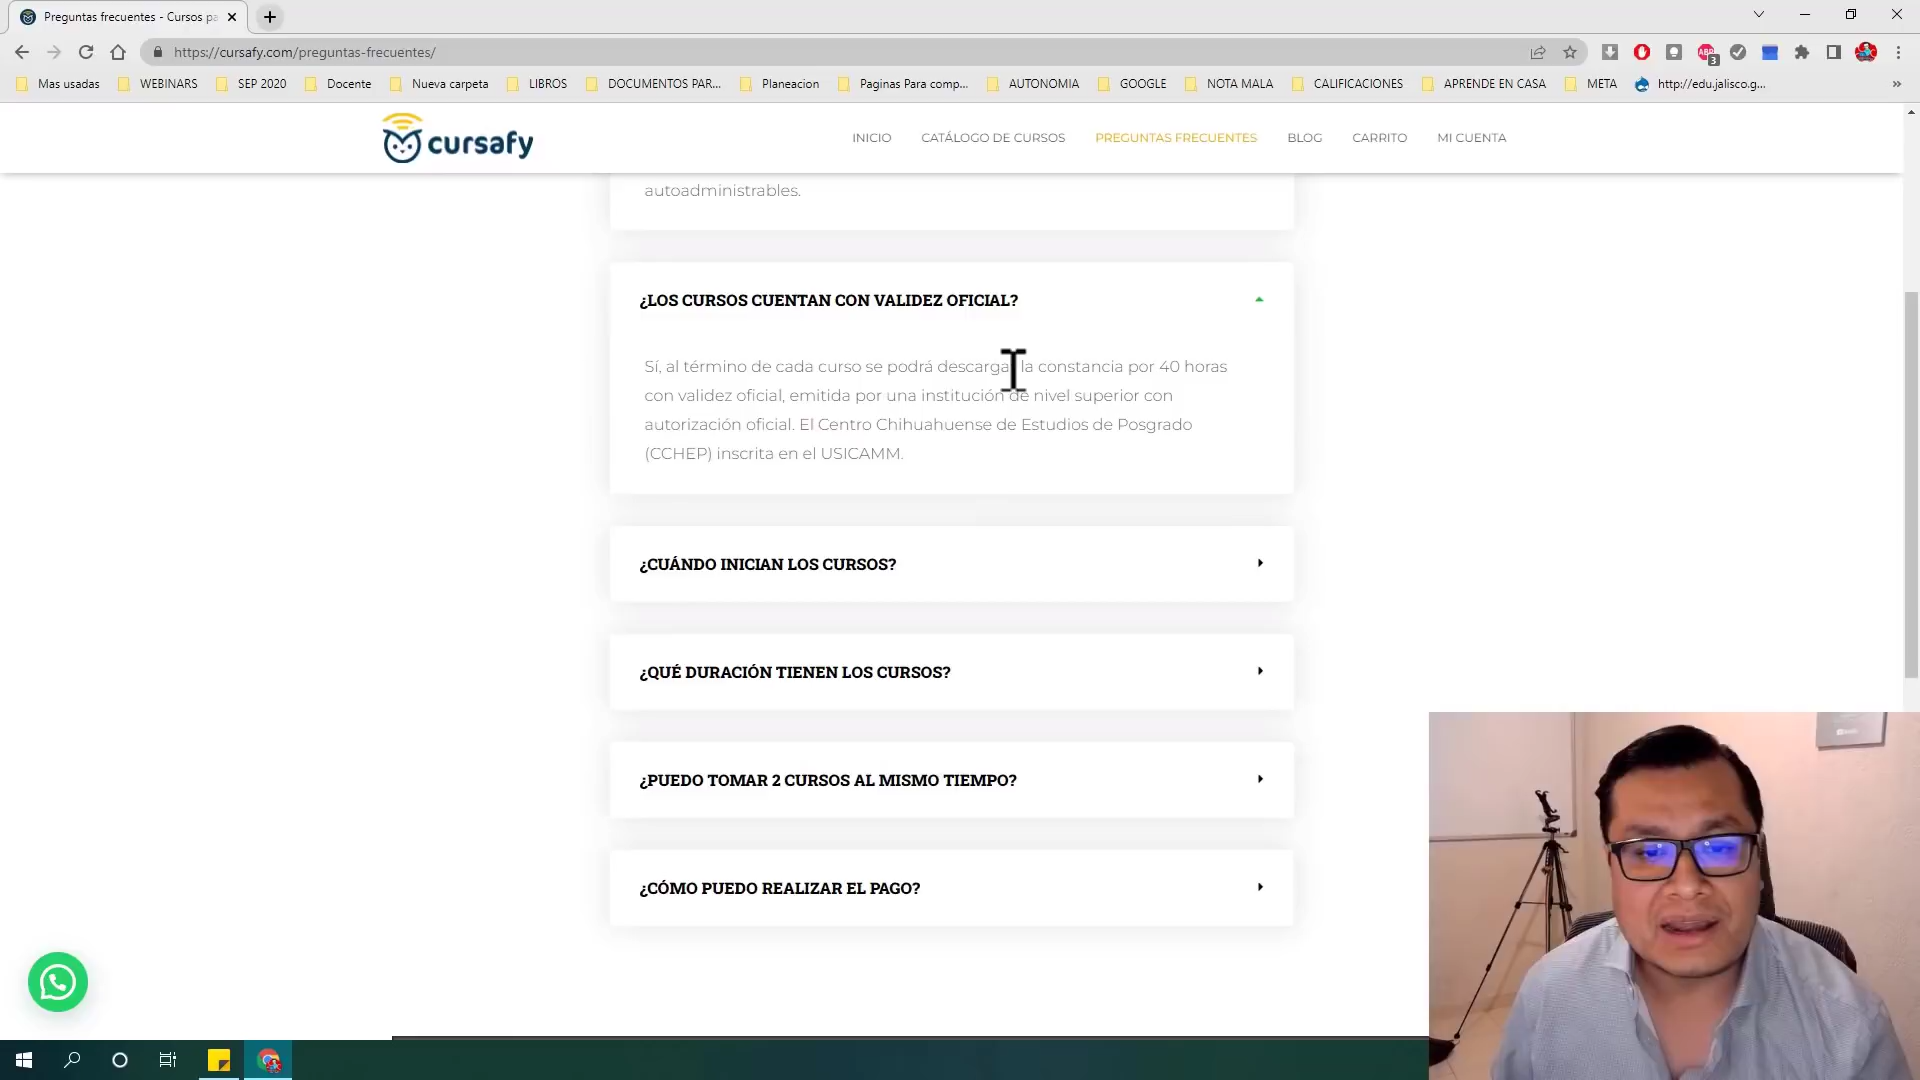 Preguntas frecuentes - Cursos pa
https://cursafy.com/preguntas-frecuentes/
ABP
3
Mas usadas
WEBINARS
SEP 2020
Docente
Nueva carpeta
LIBROS
DOCUMENTOS PAR...
Planeacion
Paginas Para comp...
AUTONOMIA
GOOGLE
NOTA MALA
CALIFICACIONES
APRENDE EN CASA
META
http://edu.jalisco.g...
cursafy
INICIO
CATÁLOGO DE CURSOS
PREGUNTAS FRECUENTES
BLOG
CARRITO
MI CUENTA
autoadministrables.
¿LOS CURSOS CUENTAN CON VALIDEZ OFICIAL?
Sí, al término de cada curso se podrá descargar la constancia por 40 horas
con validez oficial, emitida por una institución de nivel superior con
autorización oficial. El Centro Chihuahuense de Estudios de Posgrado
(CCHEP) inscrita en el USICAMM.
¿CUÁNDO INICIAN LOS CURSOS?
¿QUÉ DURACIÓN TIENEN LOS CURSOS?
¿PUEDO TOMAR 2 CURSOS AL MISMO TIEMPO?
¿CÓMO PUEDO REALIZAR EL PAGO?